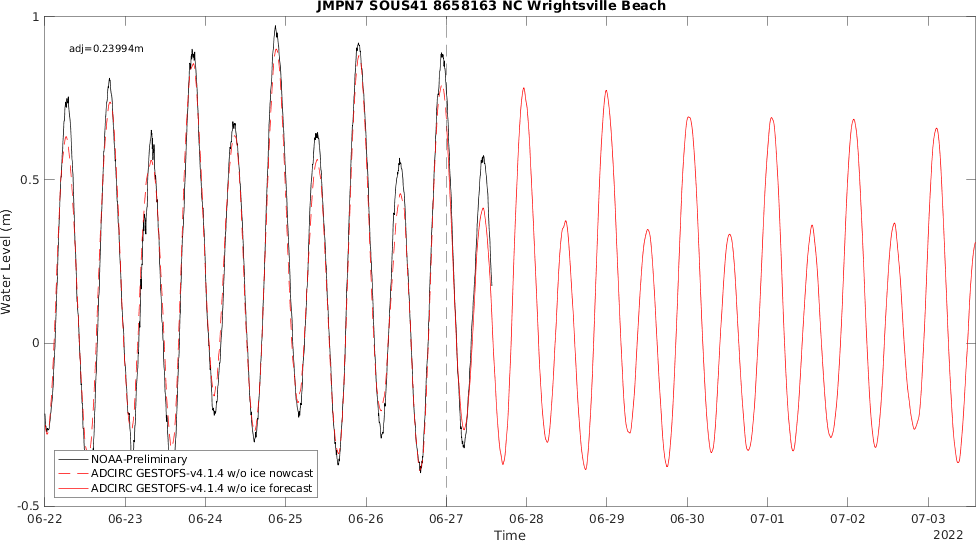 JMPN7 SOUS41 8658163 NC Wrightsville Beach
adj=0.23994m
1
0.5
0
-0.5
Water Level (m)
NOAA-Preliminary
ADCIRC GESTOFS-v4.1.4 w/o ice nowcast
ADCIRC GESTOFS-v4.1.4 w/o ice forecast
06-22 06-23 06-24 06-25 06-26 06-27 06-28 06-29 06-30 07-01 07-02 07-03
Time
2022